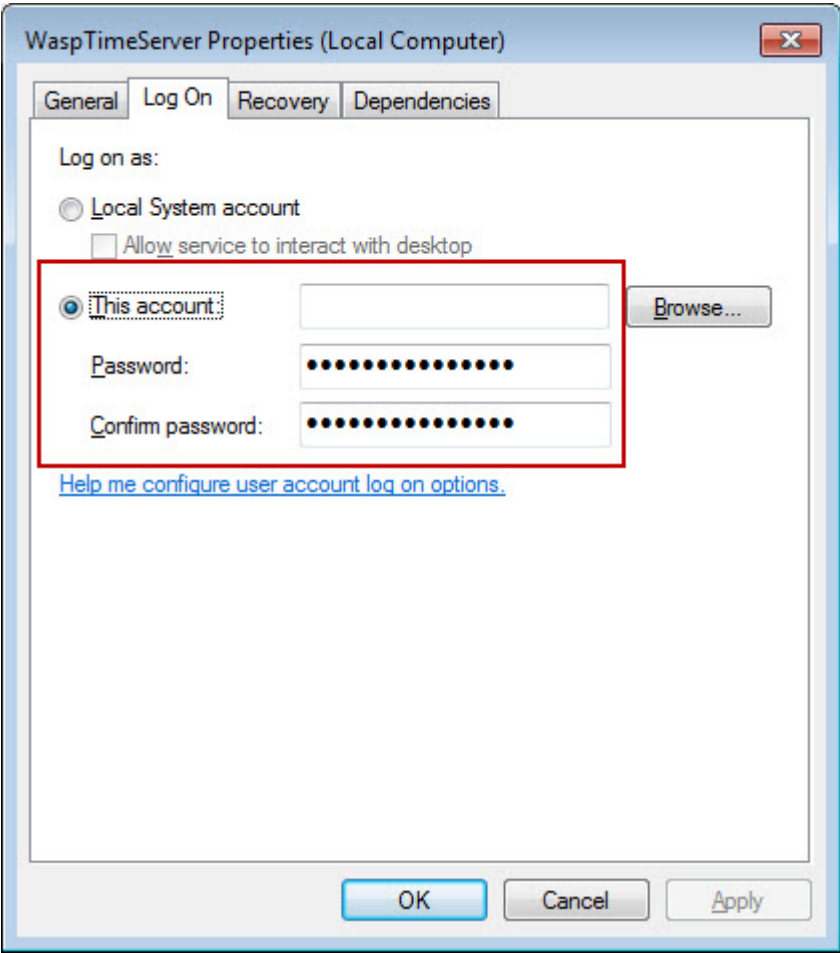 WaspTimeServer Properties (Local Computer)
General Log On Recovery Dependencies
Log on as:
Local System account
Allow service to interact with desktop
This account: Browse...
Password: •••••••••••••••
Confirm password: •••••••••••••••
Help me configure user account log on options.
OK Cancel Apply